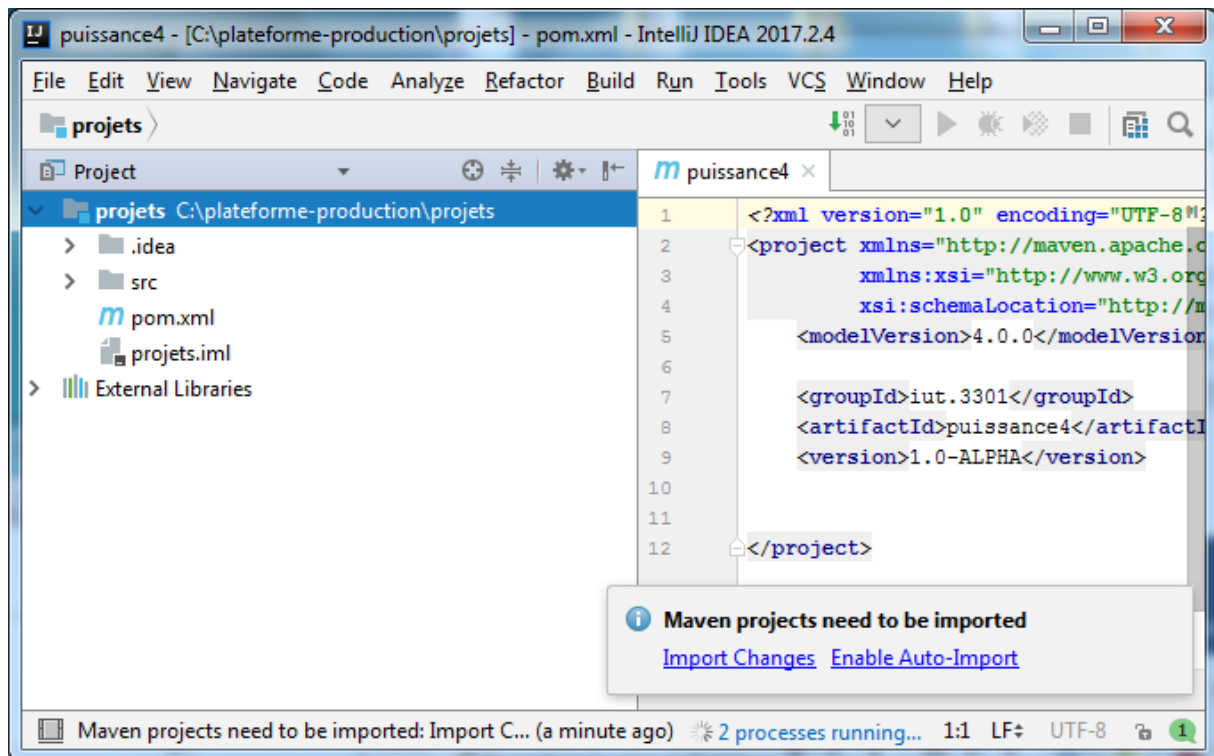 puissance4 - [C:\plateforme-production\projets] - pom.xml - IntelliJ IDEA 2017.2.4
File Edit View Navigate Code Analyze Refactor Build Run Tools VCS Window Help
projets
Project
puissance4
projets C:\plateforme-production\projets
.idea
src
pom.xml
projets.iml
External Libraries
1 <?xml version="1.0" encoding="UTF-8"?
2 <project xmlns="http://maven.apache.o
3 xmlns:xsi="http://www.w3.org
4 xsi:schemaLocation="http://m
5 <modelVersion>4.0.0</modelVersion
6
7 <groupId>iut.3301</groupId>
8 <artifactId>puissance4</artifactI
9 <version>1.0-ALPHA</version>
10
11
12 </project>
Maven projects need to be imported
Import Changes Enable Auto-Import
Maven projects need to be imported: Import C... (a minute ago) 2 processes running... 1:1 LF UTF-8 1